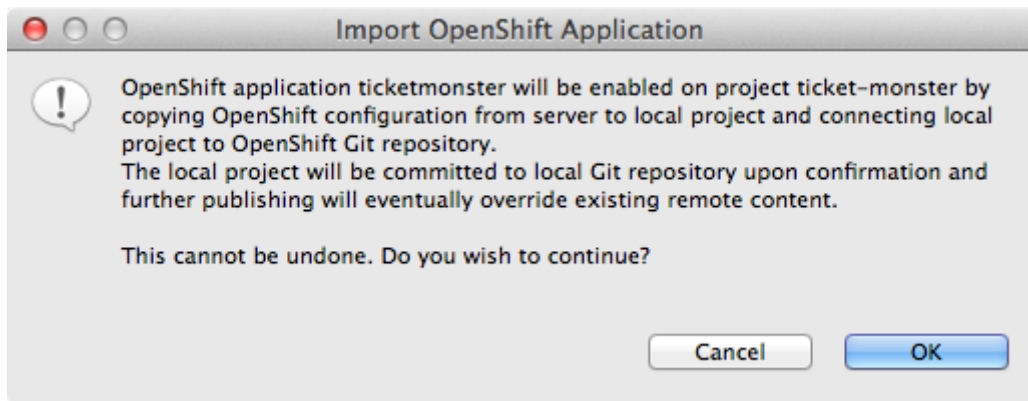 Import OpenShift Application
OpenShift application ticketmonster will be enabled on project ticket-monster by
copying OpenShift configuration from server to local project and connecting local
project to OpenShift Git repository.
The local project will be committed to local Git repository upon confirmation and
further publishing will eventually override existing remote content.
This cannot be undone. Do you wish to continue?
Cancel OK